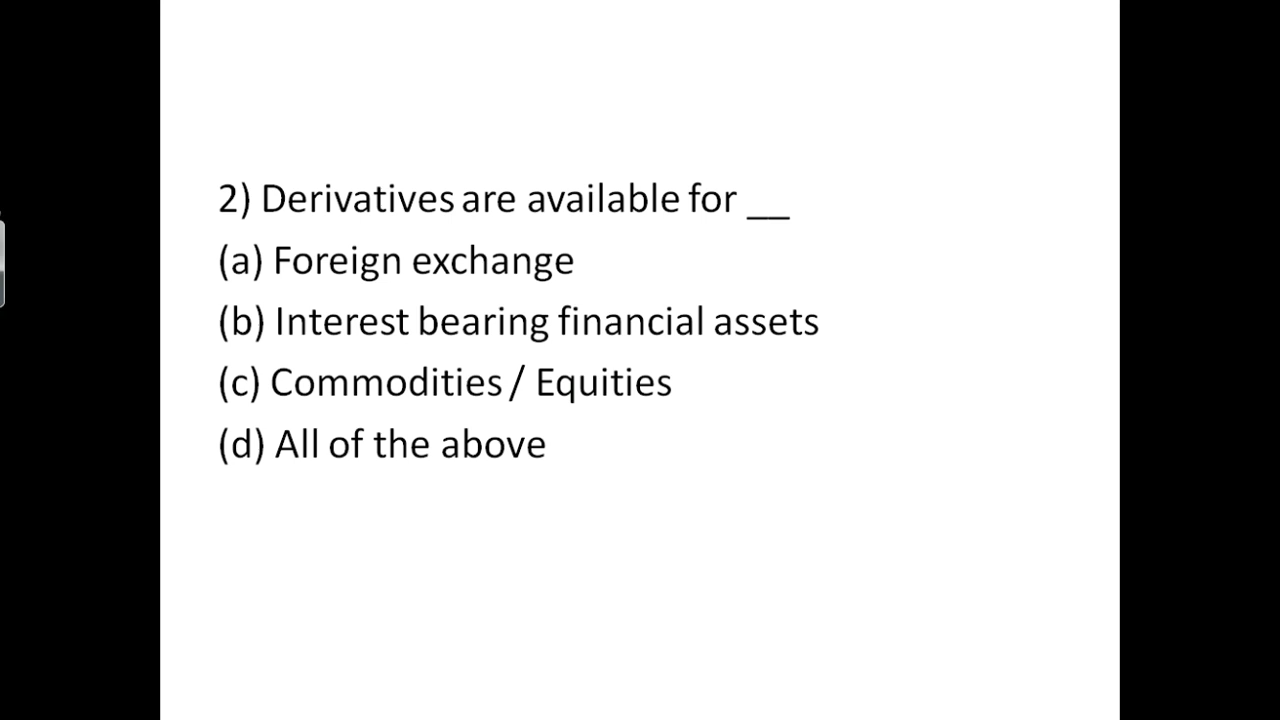 2) Derivatives are available for __
(a) Foreign exchange
(b) Interest bearing financial assets
(c) Commodities / Equities
(d) All of the above